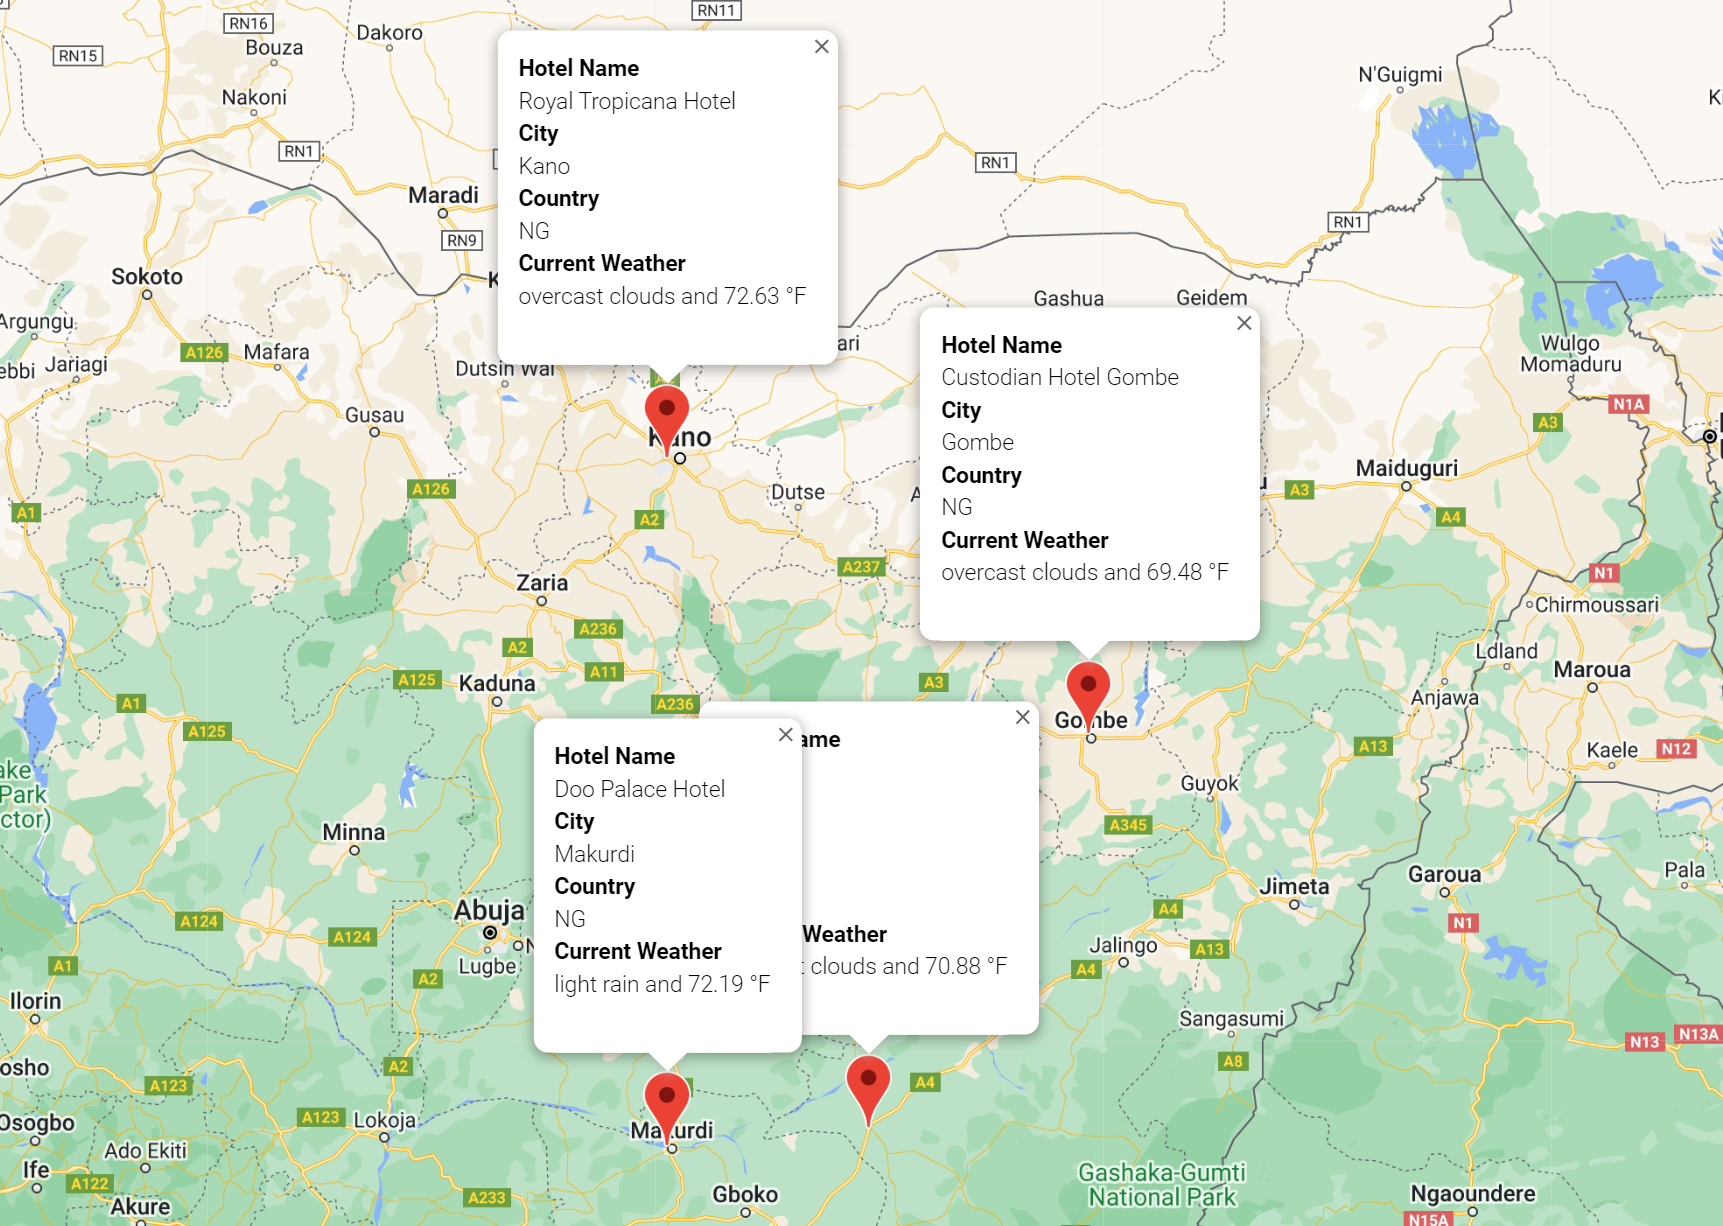 RN16
RN11
Dakoro
Bouza
RN15
Nakoni
N'Guigmi
RN1
RN1
Maradi
RN9
RN1
Hotel Name
Royal Tropicana Hotel
City
Kano
Country
NG
Current Weather
overcast clouds and 72.63 °F
Sokoto
Argungu
Gashua
Geidem
A126
Mafara
ebbi
Jariagi
Dutsin Wai
ari
Wulgo
Momaduru
N1A
A3
Gusau
Kano
Hotel Name
Custodian Hotel Gombe
City
Gombe
Country
NG
Current Weather
overcast clouds and 69.48 °F
Maiduguri
A126
A1
Dutse
A3
A2
A4
A237
Zaria
N1
Chirmoussari
A236
A2
Ldland
A11
Maroua
A125
Kaduna
A3
Anjawa
A1
A236
Gombe
A125
A13
Kaele
N12
ake
Park
ctor)
Guyok
Minna
A345
Hotel Name
Doo Palace Hotel
City
Makurdi
Country
NG
Current Weather
light rain and 72.19 °F
ame
Weather
clouds and 70.88 °F
Garoua
Pala
Jimeta
Abuja
A124
A124
A4
N1
Jalingo
A13
A1
Lugbe
A2
A4
Ilorin
Sangasumi
N13
N13A
osho
A2
A8
A123
A4
Osogbo
A123
Lokoja
Makurdi
Ado Ekiti
Ife
A122
A233
Gboko
Gashaka-Gumti
National Park
Akure
Ngaoundere
N15A